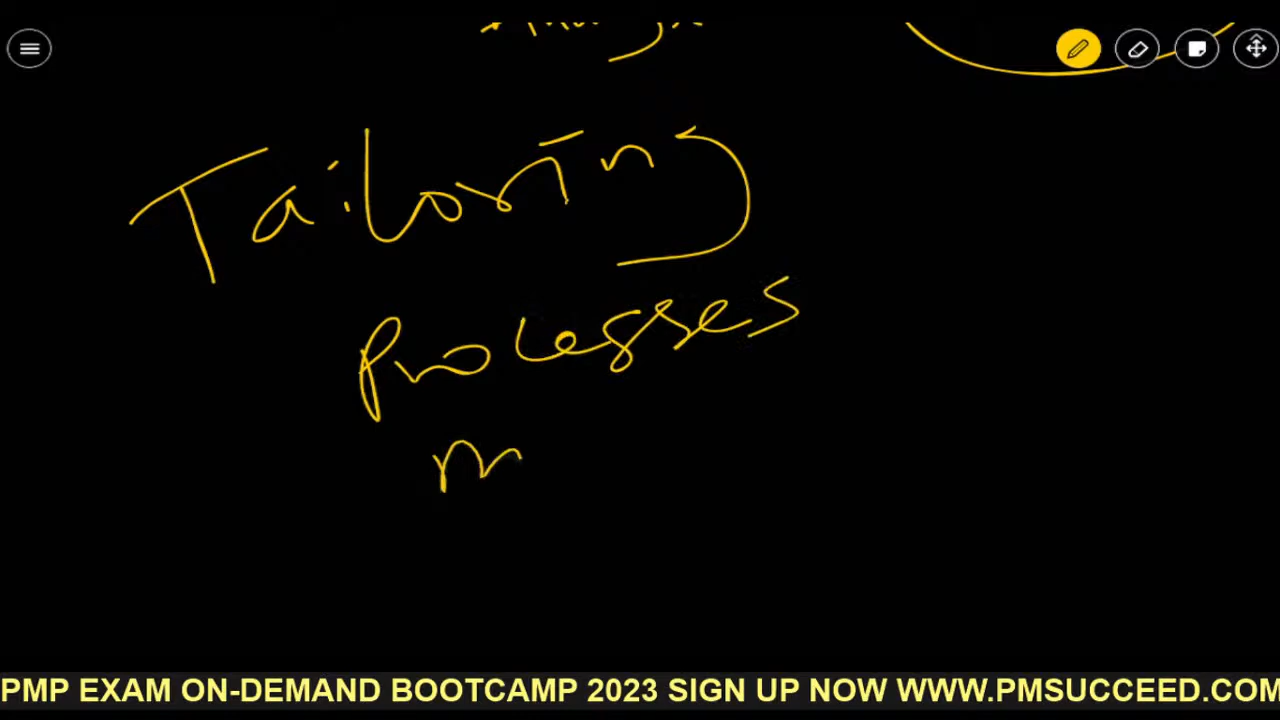 Tailoring
Processes
m
PMP EXAM ON-DEMAND BOOTCAMP 2023 SIGN UP NOW WWW.PMSUCCEED.COM